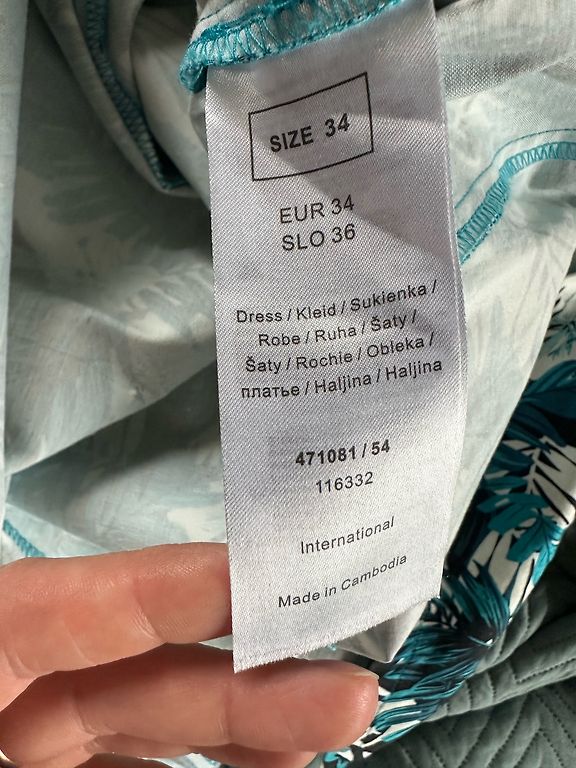 SIZE 34
EUR 34
SLO 36
Dress / Kleid / Sukienka /
Robe / Ruha / Šaty /
Šaty / Rochie / Obleka /
платье / Haljina / Haljina
471081 / 54
116332
International
Made in Cambodia